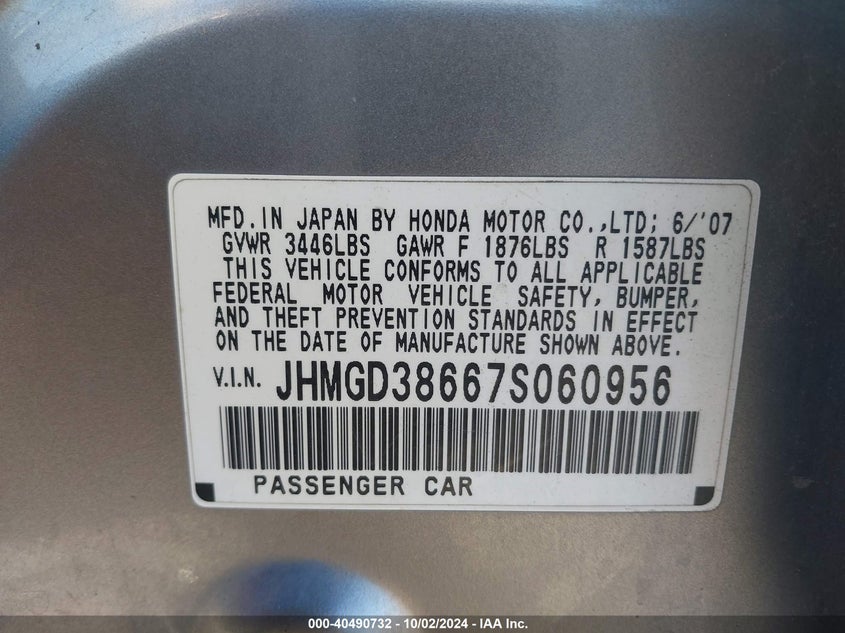 MFD. IN JAPAN BY HONDA MOTOR CO.,LTD; 6/'07
GVWR 3446LBS GAWR F 1876LBS R 1587LBS
THIS VEHICLE CONFORMS TO ALL APPLICABLE
FEDERAL MOTOR VEHICLE SAFETY, BUMPER,
AND THEFT PREVENTION STANDARDS IN EFFECT
ON THE DATE OF MANUFACTURE SHOWN ABOVE.
V.I.N. JHMGD38667S060956
PASSENGER CAR
000-40490732 - 10/02/2024 - IAA Inc.